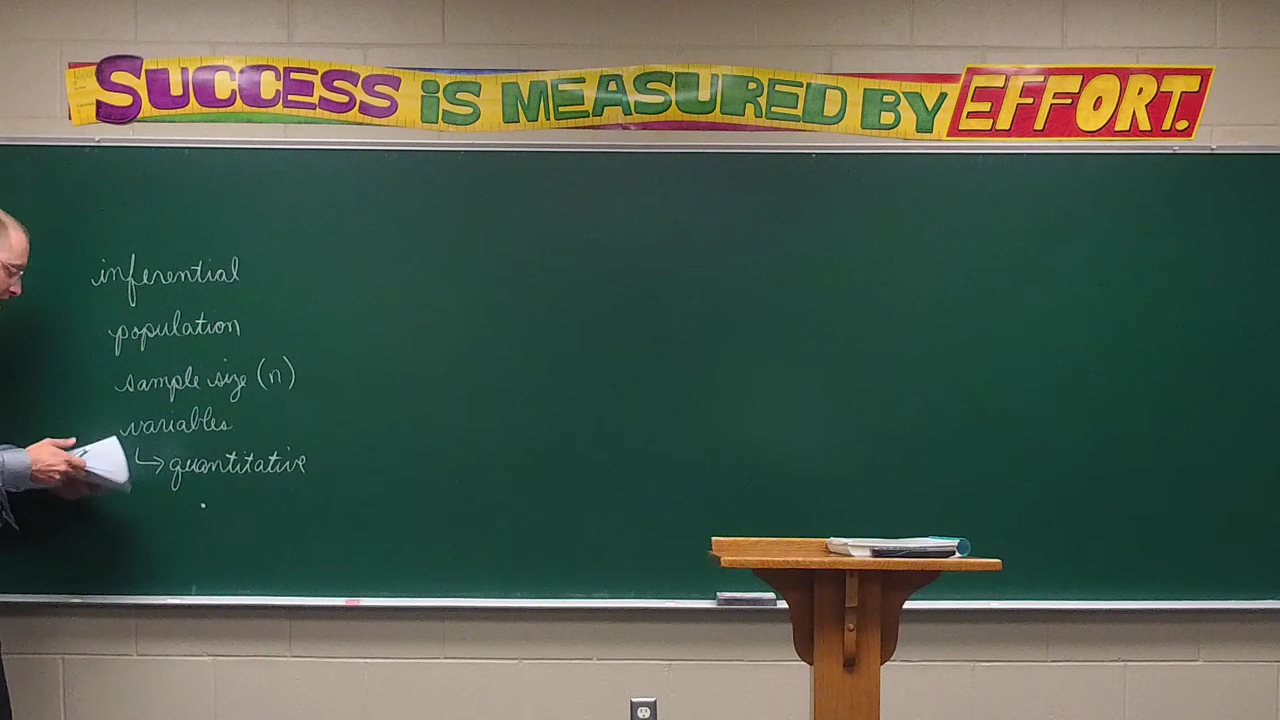 SUCCESS IS MEASURED BY EFFORT.
inferential
population
sample size (n)
variables
↳ quantitative